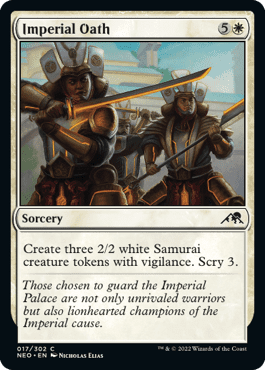 Imperial Oath 5
Sorcery
Create three 2/2 white Samurai
creature tokens with vigilance. Scry 3.
Those chosen to guard the Imperial
Palace are not only unrivaled warriors
but also lionhearted champions of the
Imperial cause.
017/302 C
NEO • EN Nicholas Elias
™ & © 2022 Wizards of the Coast